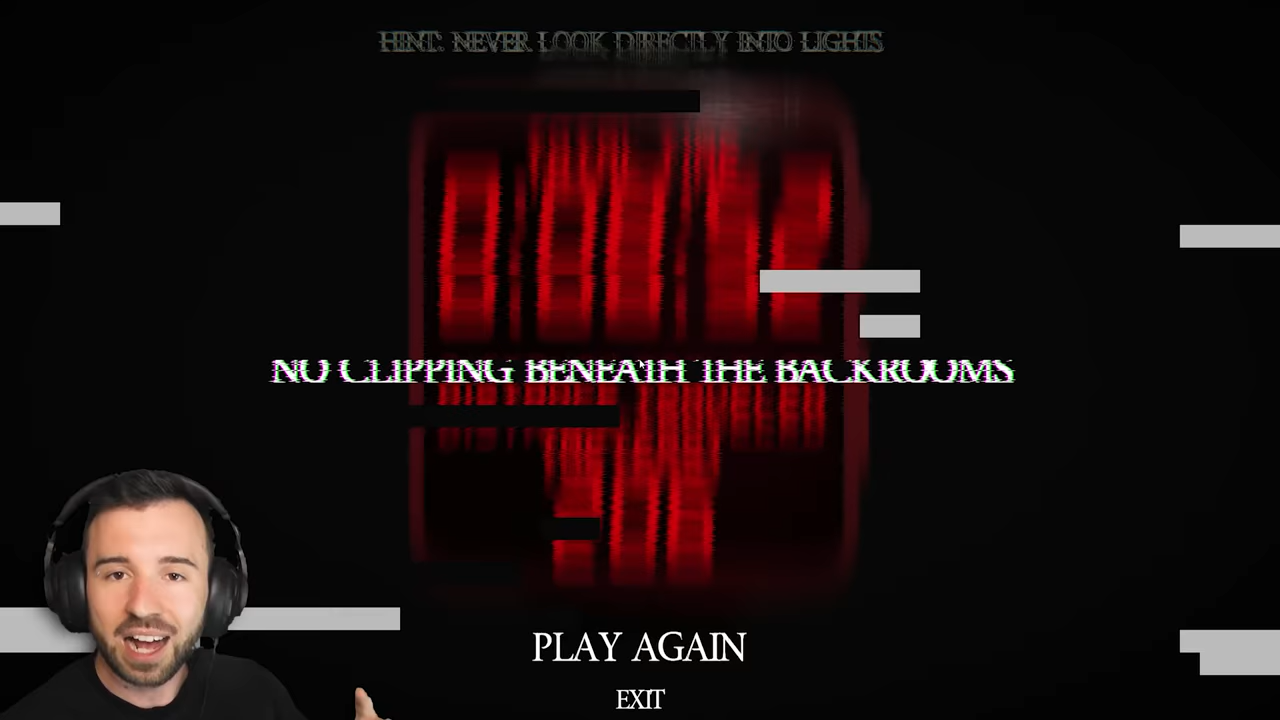 HINT: NEVER LOOK DIRECTLY INTO LIGHTS
NO CLIPPING BENEATH THE BACKROOMS
PLAY AGAIN
EXIT